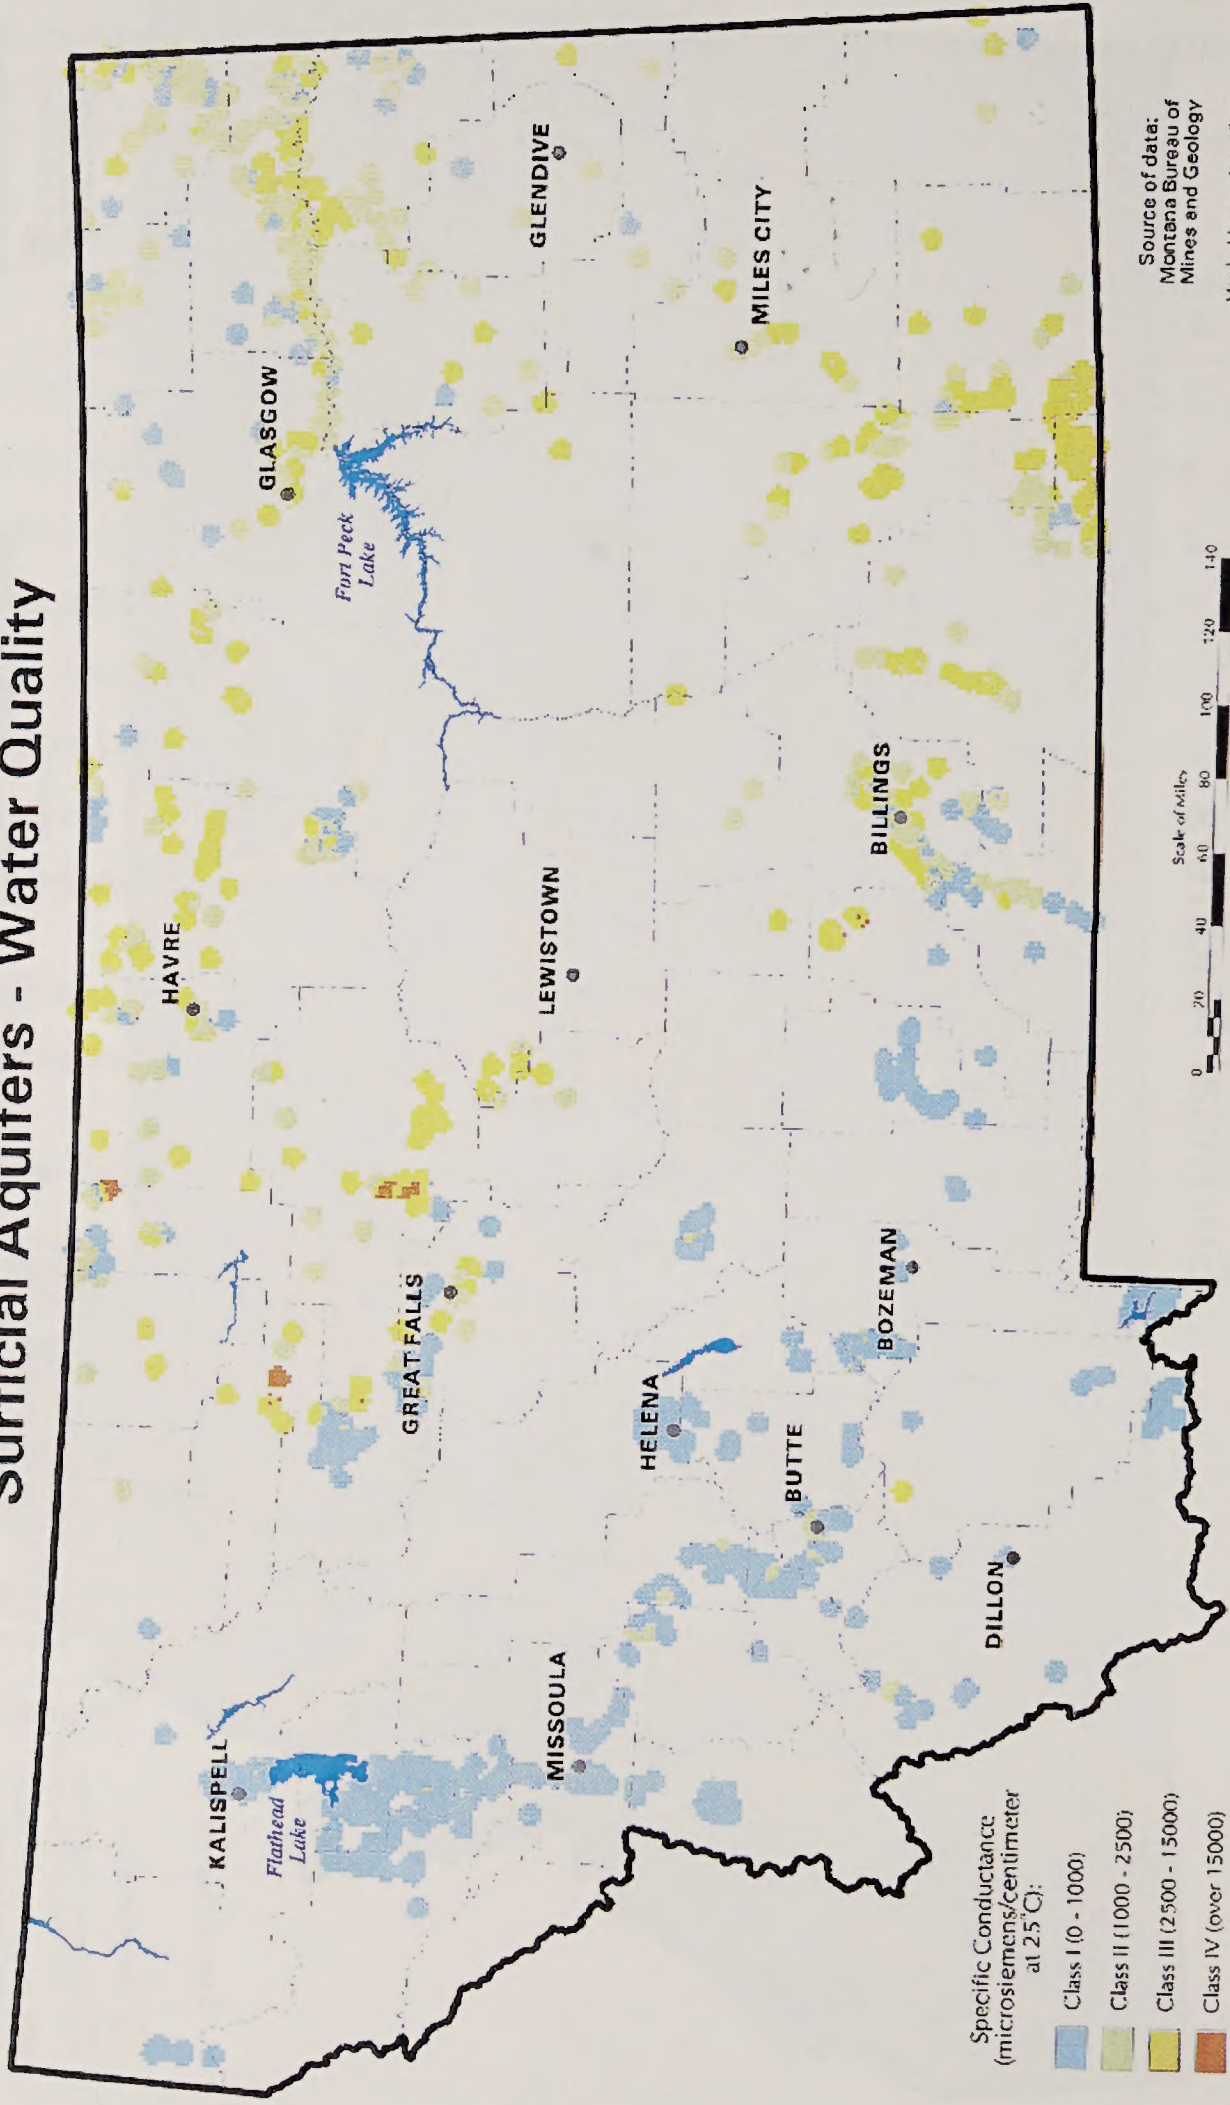 Surficial Aquifers - Water Quality
HAVRE
GLASGOW
KALISPELL
Flathead
Lake
Fort Peck
Lake
GREAT FALLS
LEWISTOWN
GLENDIVE
MISSOULA
HELENA
MILES CITY
BUTTE
BOZEMAN
BILLINGS
DILLON
Specific Conductance
(microsiemens/centimeter
at 25°C):
Class I (0 - 1000)
Class II (1000 - 2500)
Class III (2500 - 15000)
Class IV (over 15000)
Scale of Miles
0 20 40 60 80 100 120 140
Source of data:
Montana Bureau of
Mines and Geology